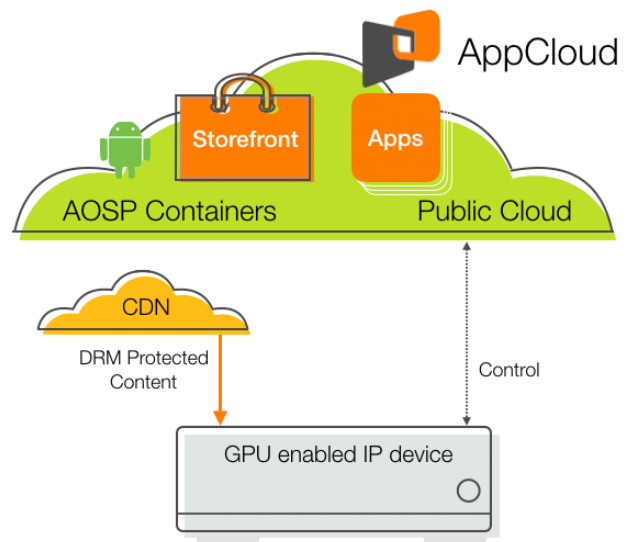 AppCloud
Storefront
Apps
AOSP Containers
Public Cloud
CDN
DRM Protected
Content
Control
GPU enabled IP device